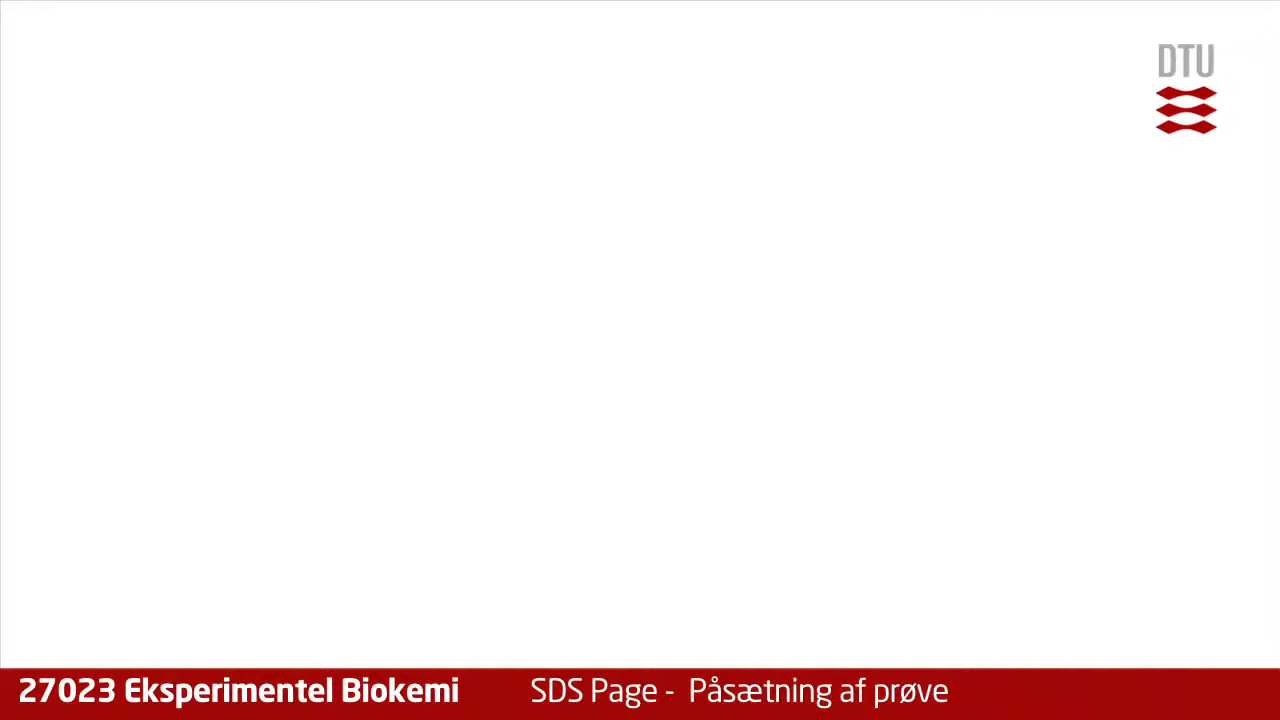 DTU
27023 Eksperimentel Biokemi SDS Page - Påsætning af prøve